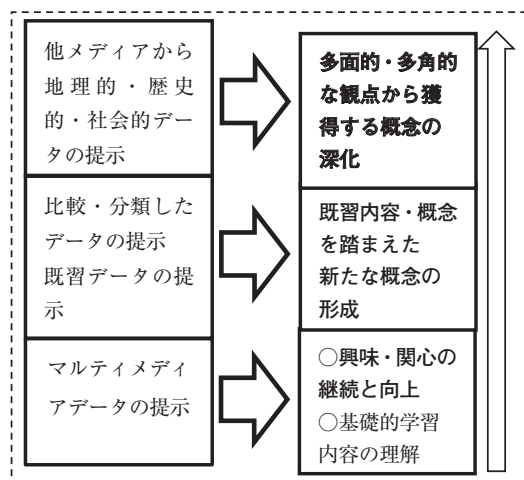 他メディアから
地理的・歴史
的・社会的デー
タの提示
多面的・多角的
な観点から獲
得する概念の
深化
比較・分類した
データの提示
既習データの提
示
既習内容・概念
を踏まえた
新たな概念の
形成
マルティメディ
アデータの提示
○興味・関心の
継続と向上
○基礎的学習
内容の理解